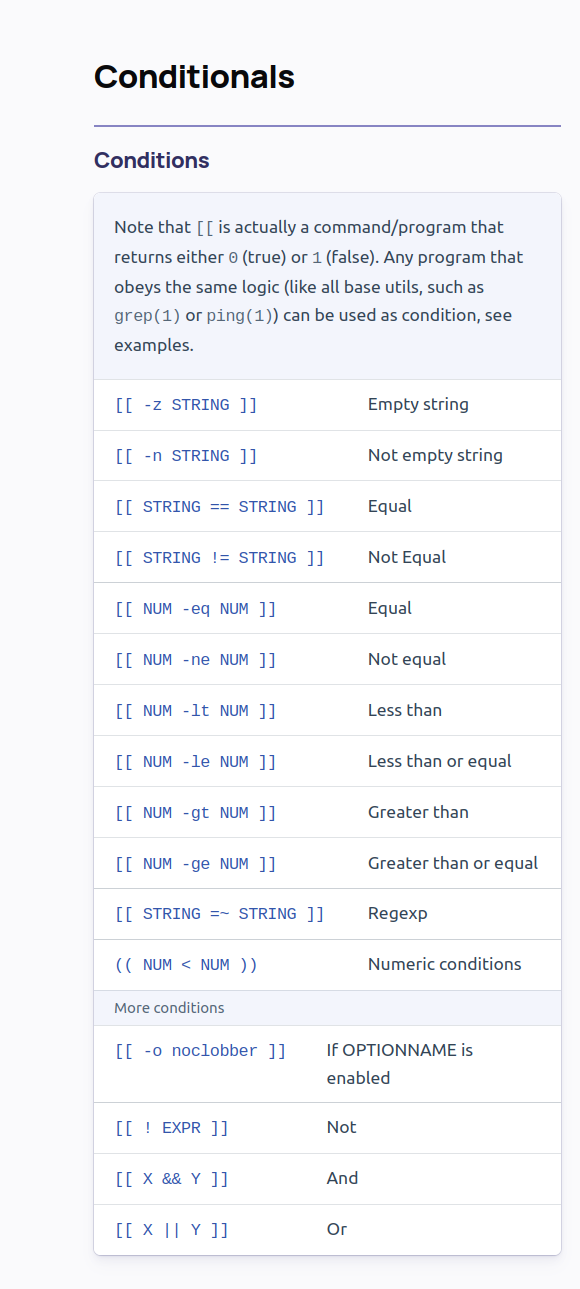 Conditionals
Conditions
Note that [[ is actually a command/program that
returns either 0 (true) or 1 (false). Any program that
obeys the same logic (like all base utils, such as
grep(1) or ping(1)) can be used as condition, see
examples.
[[ -z STRING ]] Empty string
[[ -n STRING ]] Not empty string
[[ STRING == STRING ]] Equal
[[ STRING != STRING ]] Not Equal
[[ NUM -eq NUM ]] Equal
[[ NUM -ne NUM ]] Not equal
[[ NUM -lt NUM ]] Less than
[[ NUM -le NUM ]] Less than or equal
[[ NUM -gt NUM ]] Greater than
[[ NUM -ge NUM ]] Greater than or equal
[[ STRING =~ STRING ]] Regexp
(( NUM < NUM )) Numeric conditions
More conditions
[[ -o noclobber ]] If OPTIONNAME is
enabled
[[ ! EXPR ]] Not
[[ X && Y ]] And
[[ X || Y ]] Or